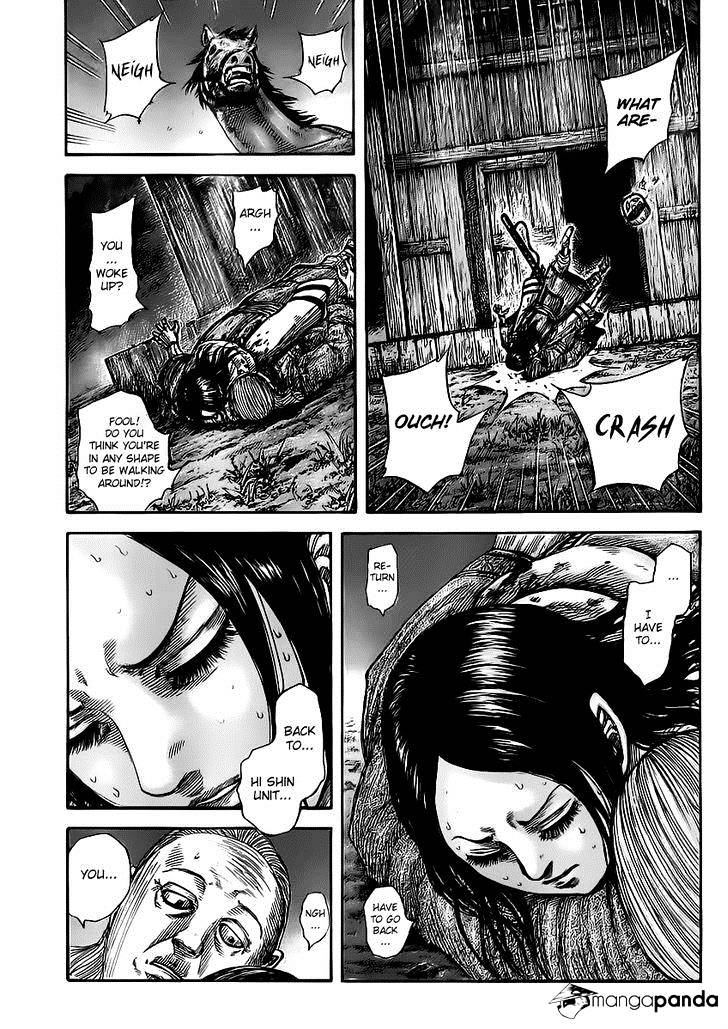 WHAT
ARE-
CRASH
OUCH!
NEIGH
NEIGH
ARGH
...
YOU
...
WOKE
UP?
FOOL!
DO YOU
THINK YOU'RE
IN ANY SHAPE
TO BE WALKING
AROUND!?
...
I
HAVE
TO...
RE-
TURN
...
HAVE
TO GO
BACK
...
BACK
TO...
HI SHIN
UNIT...
NGH
...
YOU...
mangapanda